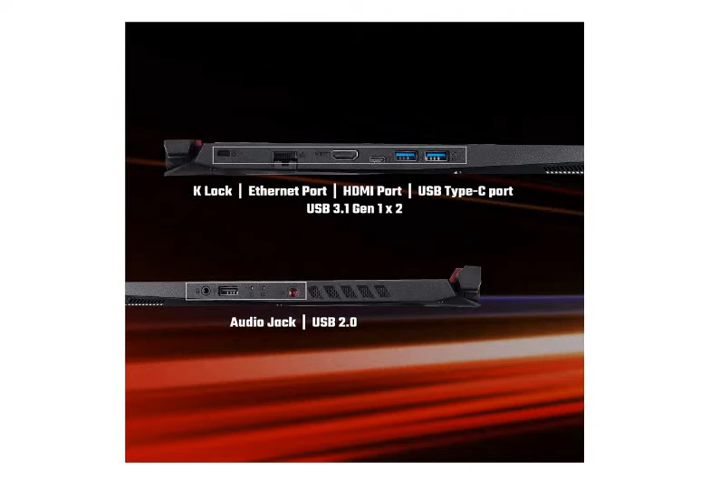 K Lock | Ethernet Port | HDMI Port | USB Type-C port
USB 3.1 Gen 1 x 2
Audio Jack | USB 2.0